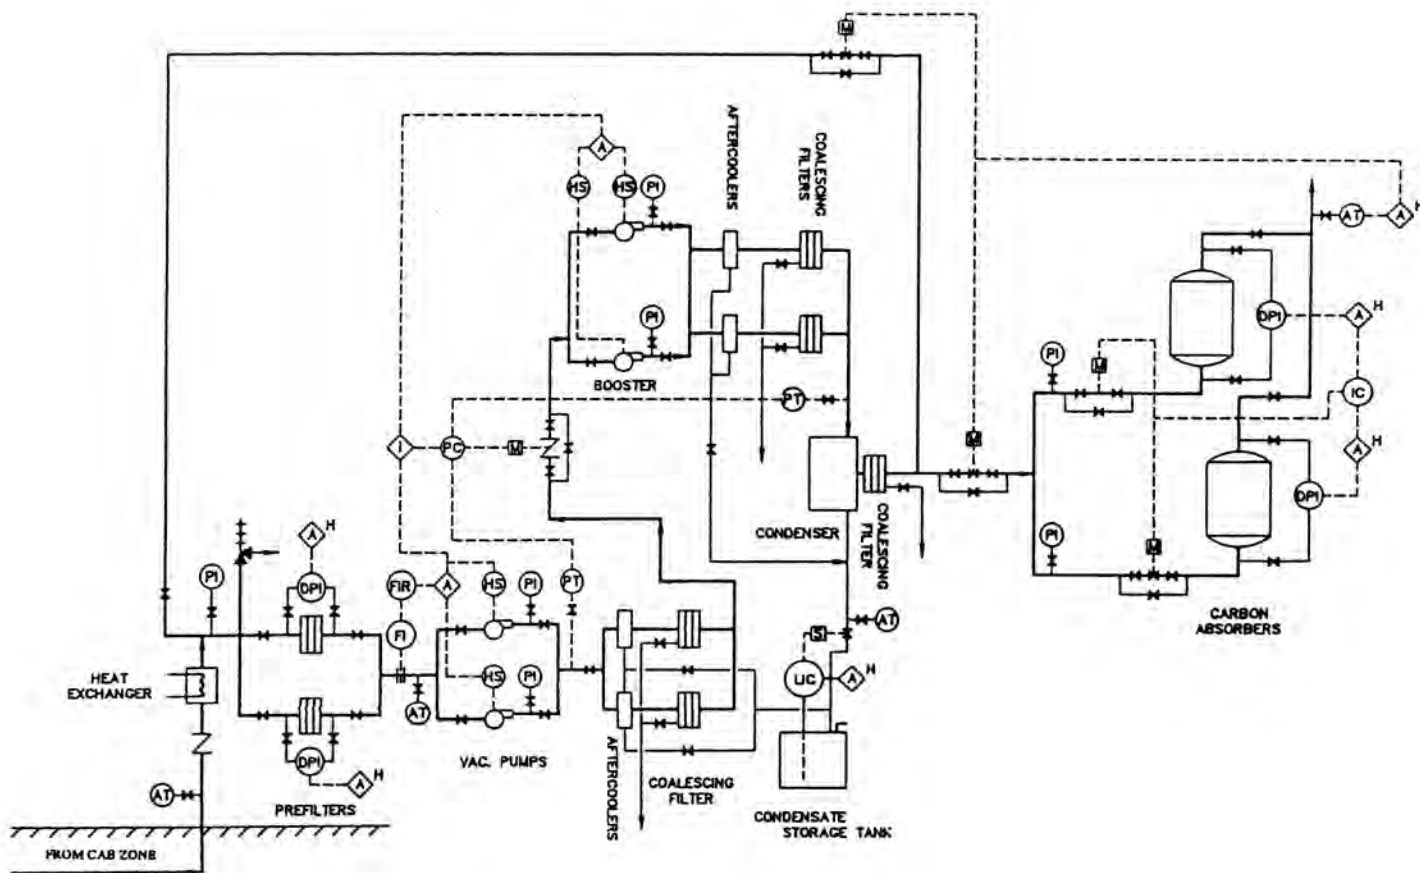 M
AFTERCOOLERS
COALESCING
FILTERS
A
HS
HS
PI
AT
A
H
PI
BOOSTER
DPI
A
H
PI
M
IC
PT
I
PC
M
M
A
H
DPI
CONDENSER
COALESCING
FILTER
PI
M
A
H
PI
DPI
FIR
A
HS
PI
PT
CARBON
ABSORBERS
FI
S
AT
HEAT
EXCHANGER
HS
PI
LIC
A
H
AT
DPI
A
H
VAC. PUMPS
AFTERCOOLERS
COALESCING
FILTER
AT
PREFILTERS
CONDENSATE
STORAGE TANK
FROM CAB ZONE